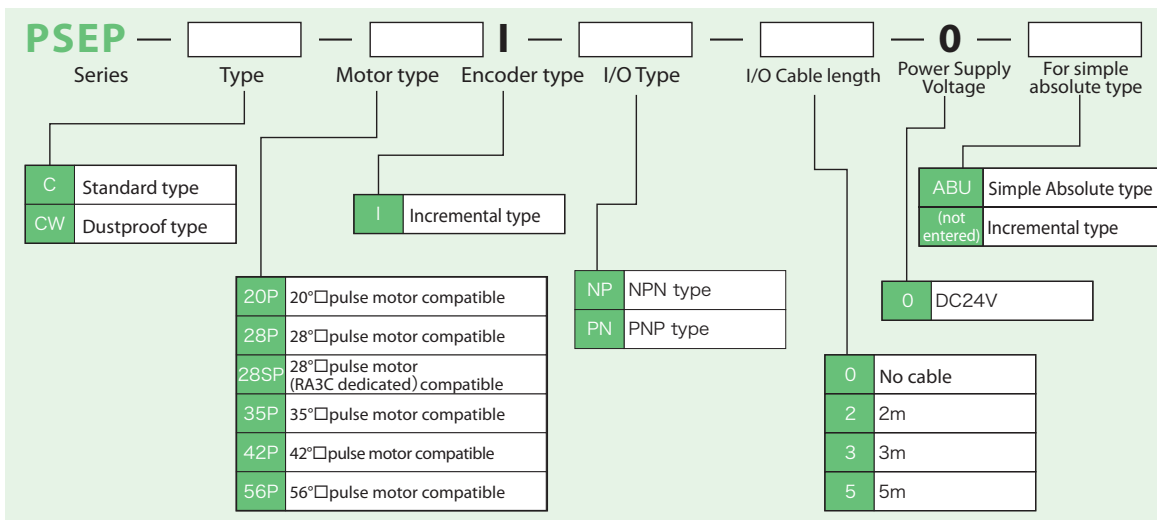 PSEP — — I — — — 0 —
Series Type Motor type Encoder type I/O Type I/O Cable length Power Supply Voltage For simple absolute type
C Standard type
CW Dustproof type
I Incremental type
ABU Simple Absolute type
(not entered) Incremental type
20P 20°□pulse motor compatible
28P 28°□pulse motor compatible
28SP 28°□pulse motor
(RA3C dedicated)compatible
35P 35°□pulse motor compatible
42P 42°□pulse motor compatible
56P 56°□pulse motor compatible
NP NPN type
PN PNP type
0 DC24V
0 No cable
2 2m
3 3m
5 5m